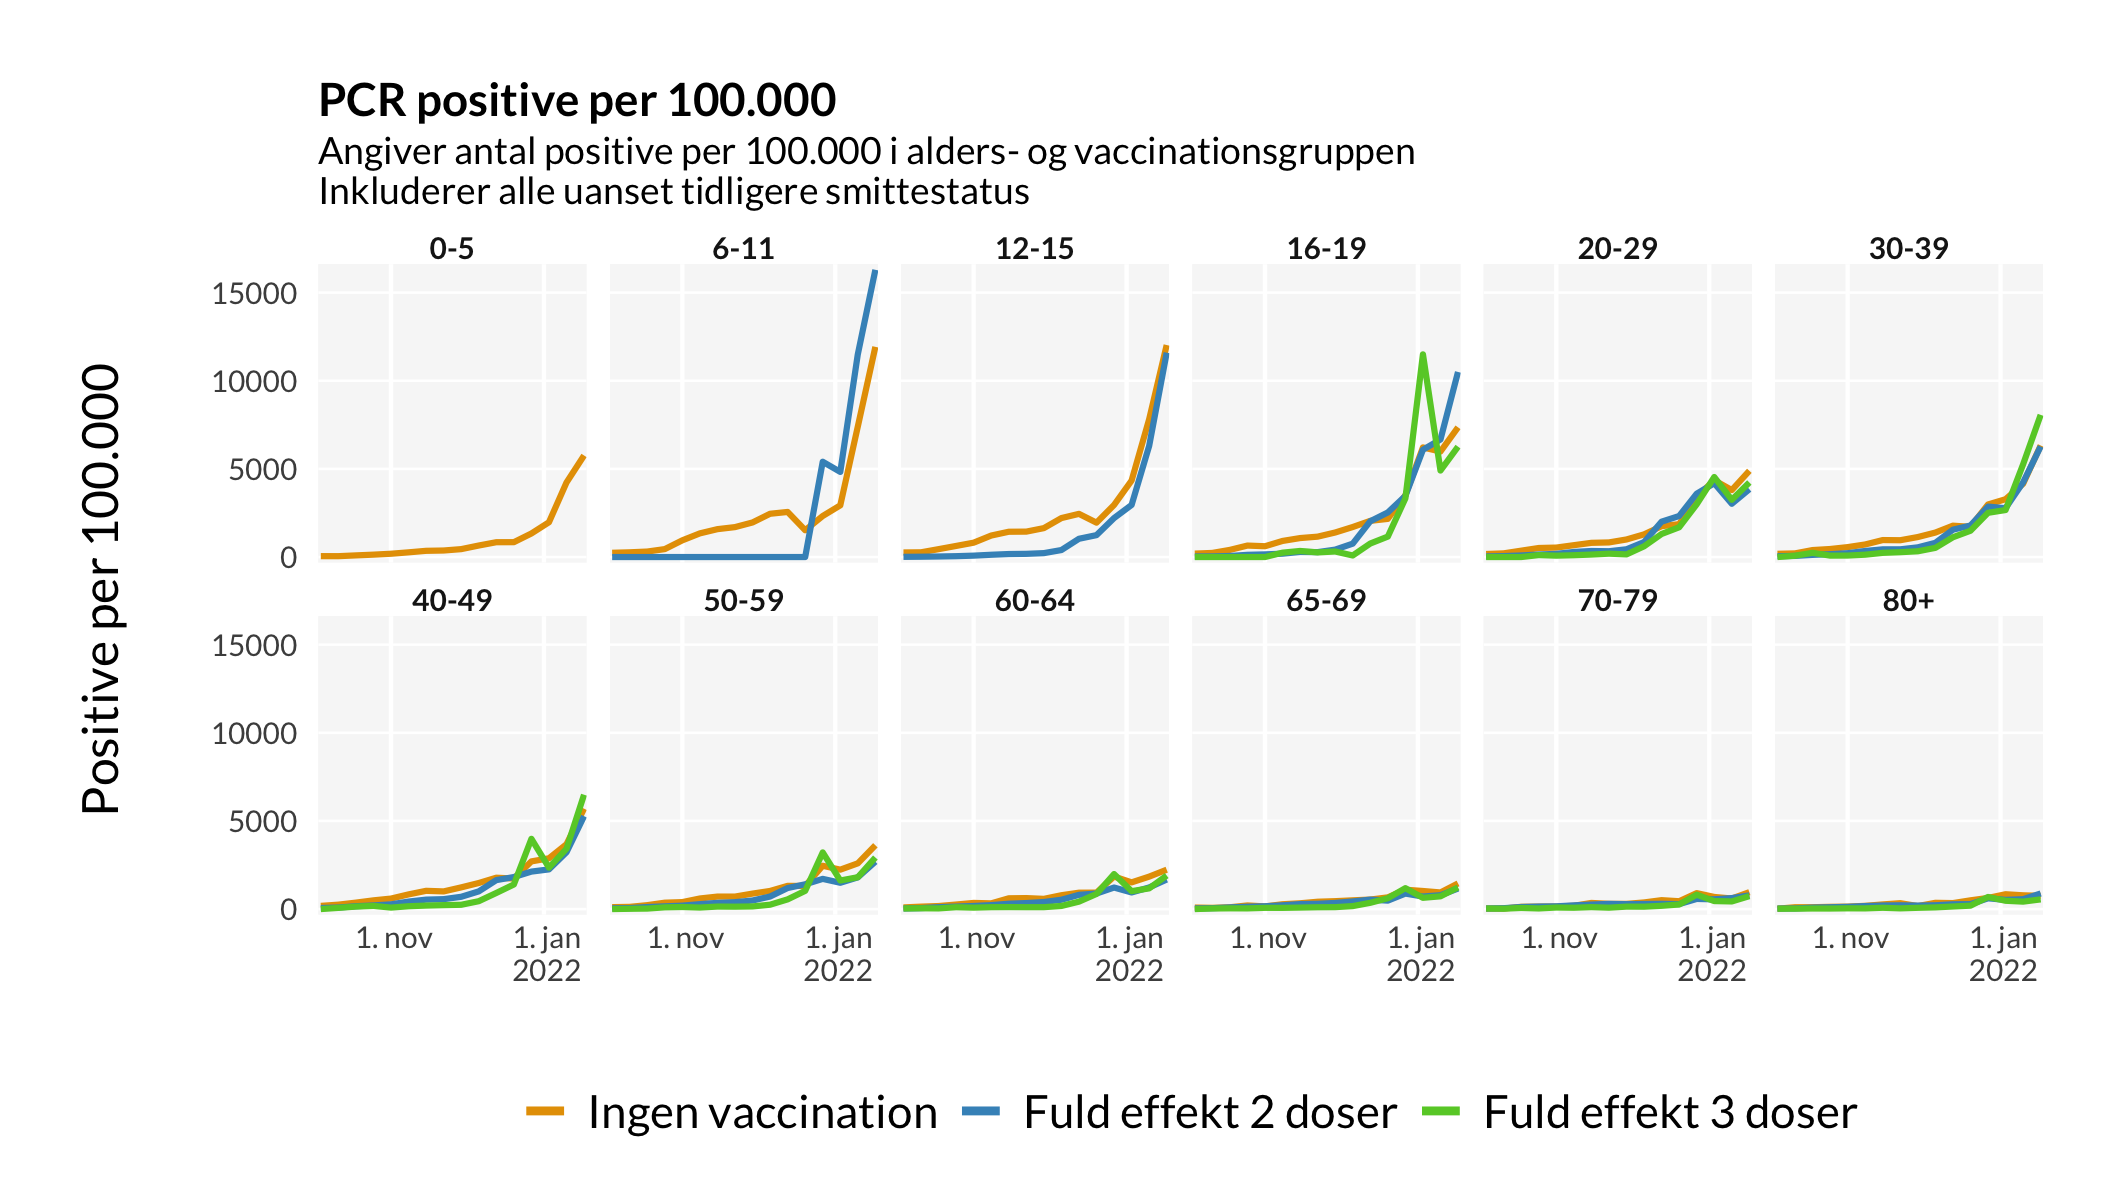 PCR positive per 100.000
Angiver antal positive per 100.000 i alders- og vaccinationsgruppen
Inkluderer alle uanset tidligere smittestatus
0-5 6-11 12-15 16-19 20-29 30-39
15000
10000
5000
0
40-49 50-59 60-64 65-69 70-79 80+
15000
10000
5000
0
1. nov 1. jan 1. nov 1. jan 1. nov 1. jan 1. nov 1. jan 1. nov 1. jan 1. nov 1. jan
2022 2022 2022 2022 2022 2022
Positive per 100.000
Ingen vaccination Fuld effekt 2 doser Fuld effekt 3 doser